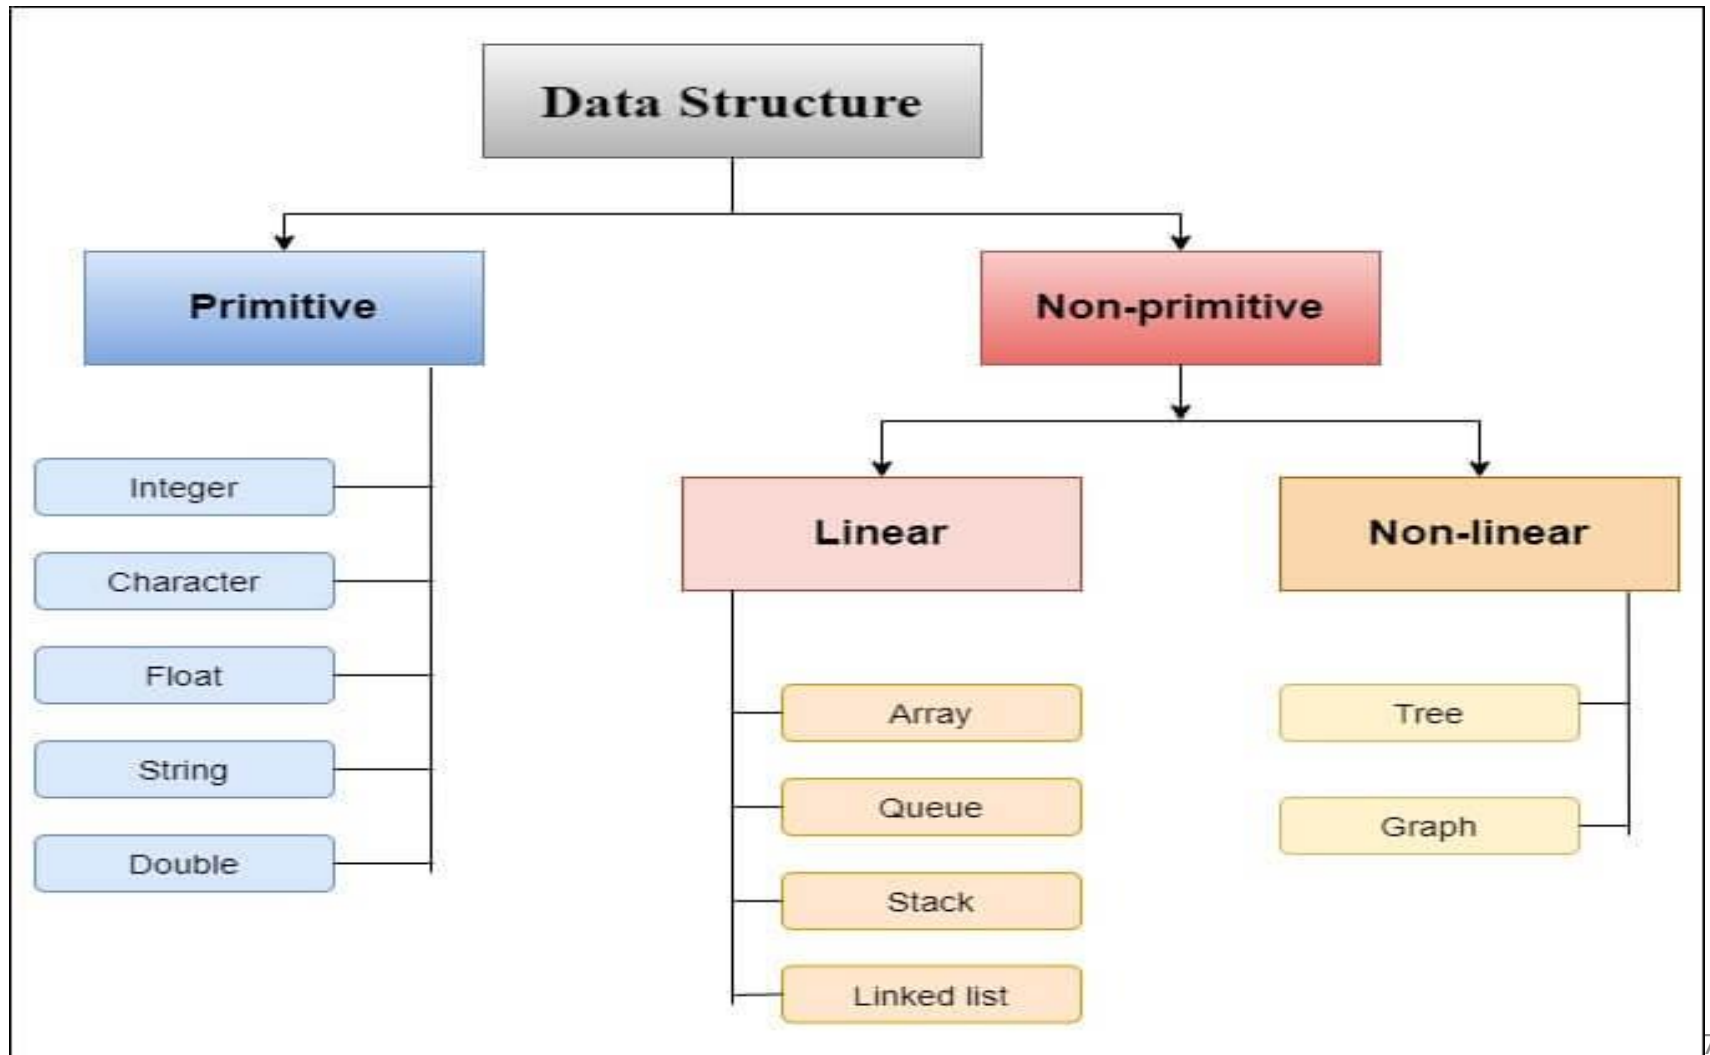 Data Structure
Primitive
Non-primitive
Integer
Character
Float
String
Double
Linear
Non-linear
Array
Queue
Stack
Linked list
Tree
Graph